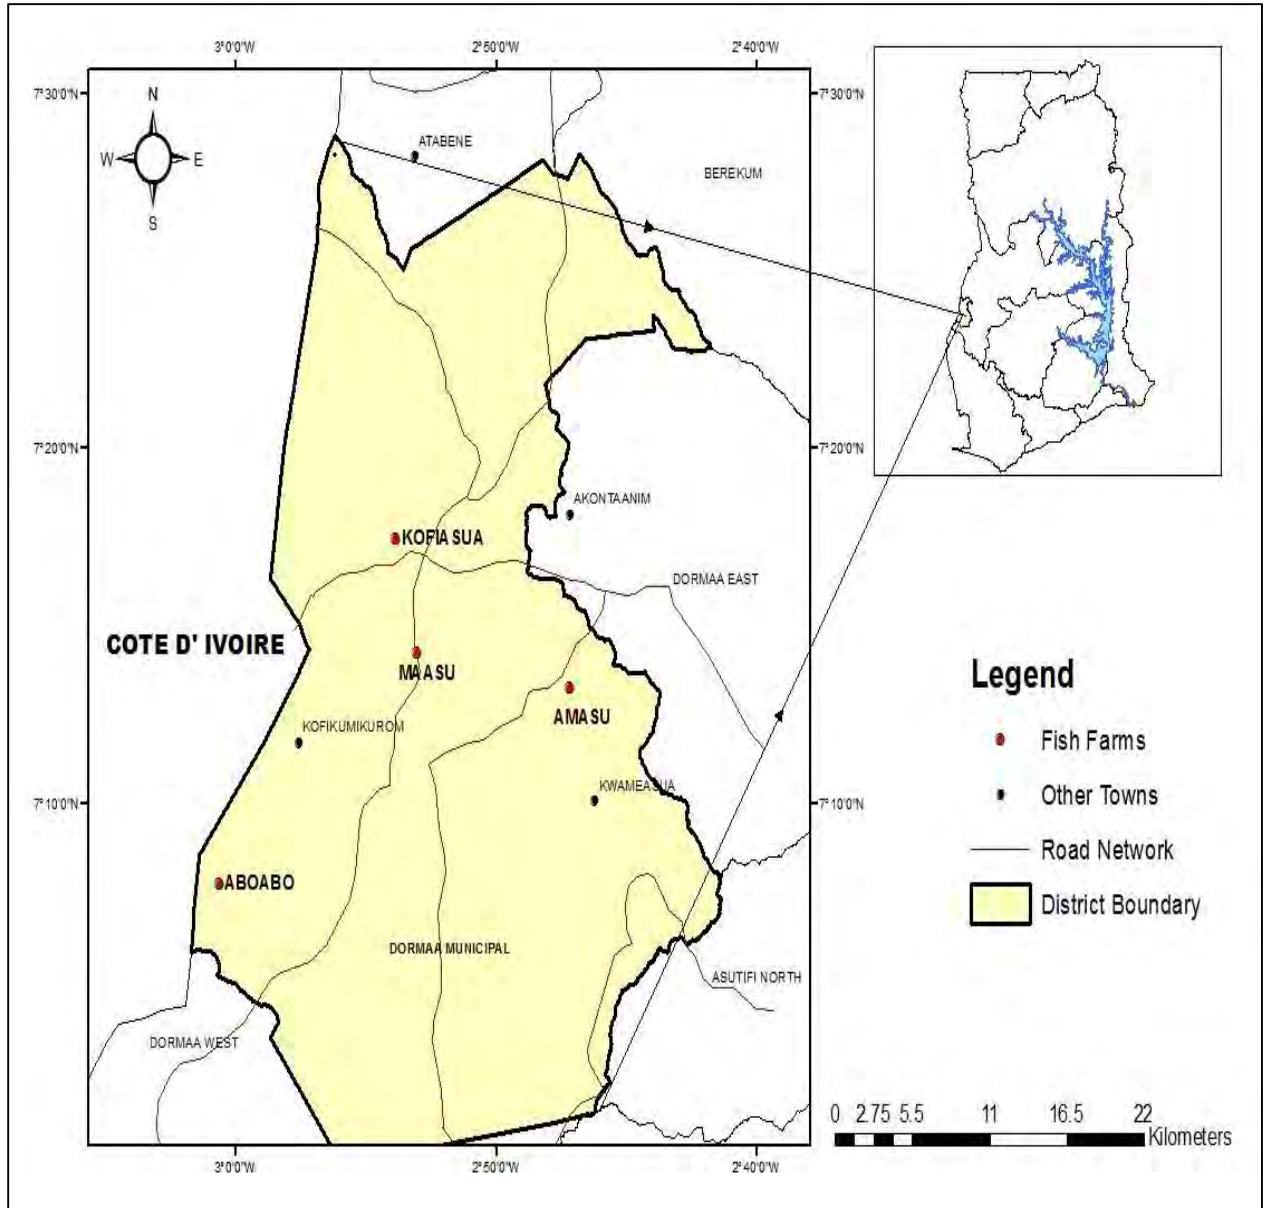 3°0'0"W 2°50'0"W 2°40'0"W
7°30'0"N 7°30'0"N
N
W E
S
ATABENE
BEREKUM
7°20'0"N 7°20'0"N
AKONTAANIM
KOFIASUA
DORMAA EAST
COTE D' IVOIRE
MAASU
AMASU
KOFIKUMIKUROM
KWAMEASUA
7°10'0"N 7°10'0"N
ABOABO
DORMAA MUNICIPAL
ASUTIFI NORTH
DORMAA WEST
3°0'0"W 2°50'0"W 2°40'0"W
Legend
Fish Farms
Other Towns
Road Network
District Boundary
0 2.75 5.5 11 16.5 22
Kilometers